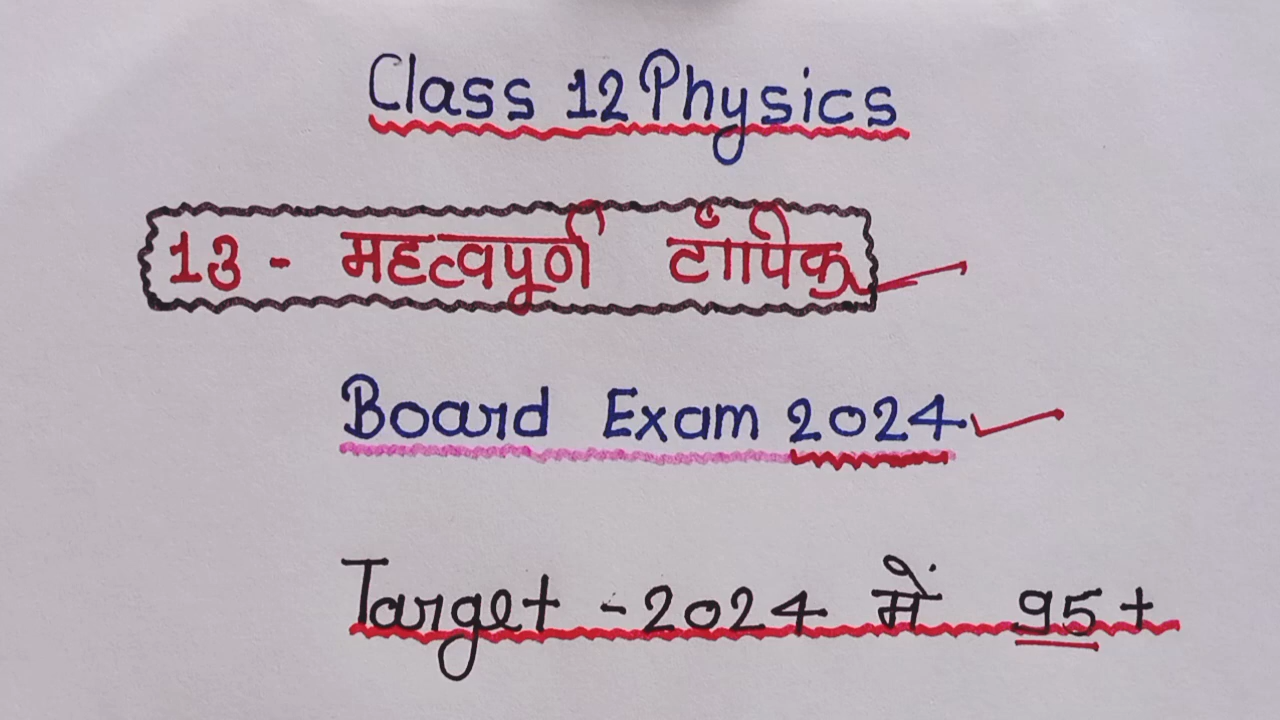 Class 12 Physics
13 - महत्वपूर्ण टाॅपिक
Board Exam 2024
Target - 2024 में 95+